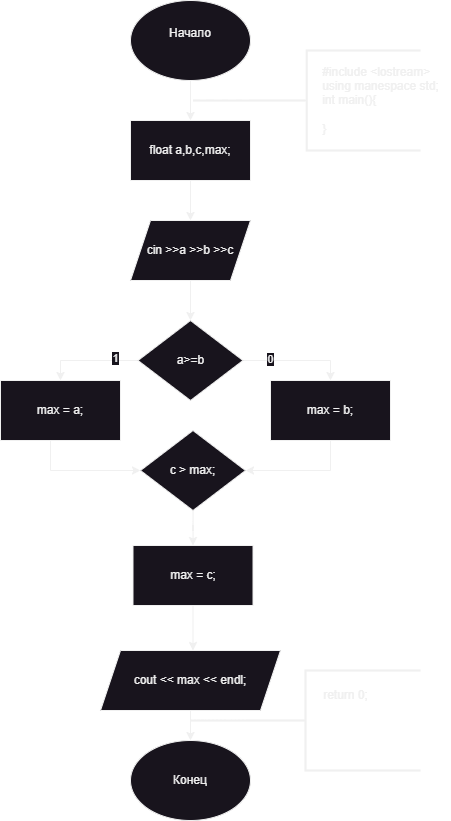 Начало
#include <iostream>
using manespace std;
int main(){
}
float a,b,c,max;
cin >>a >>b >>c
a>=b
1
0
max = a;
max = b;
c > max;
max = c;
cout << max << endl;
return 0;
Конец